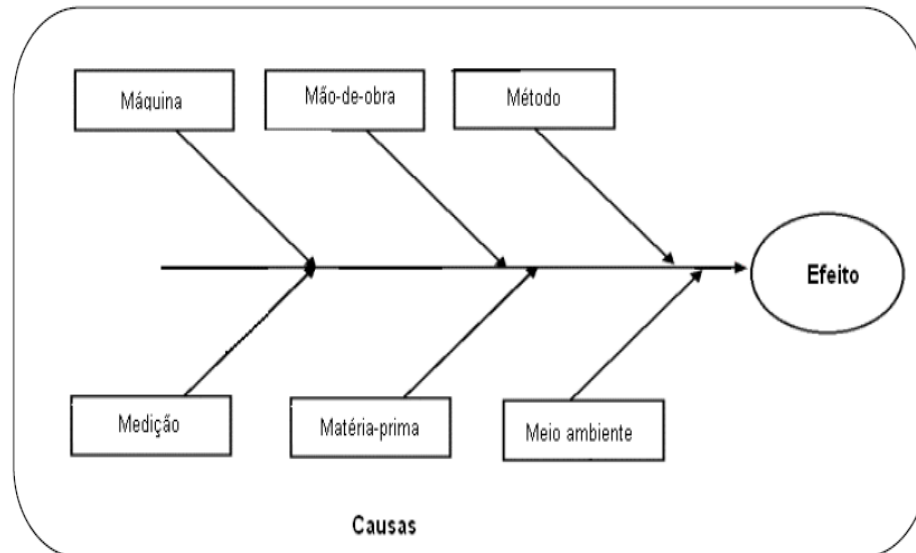 Máquina
Mão-de-obra
Método
Efeito
Medição
Matéria-prima
Meio ambiente
Causas